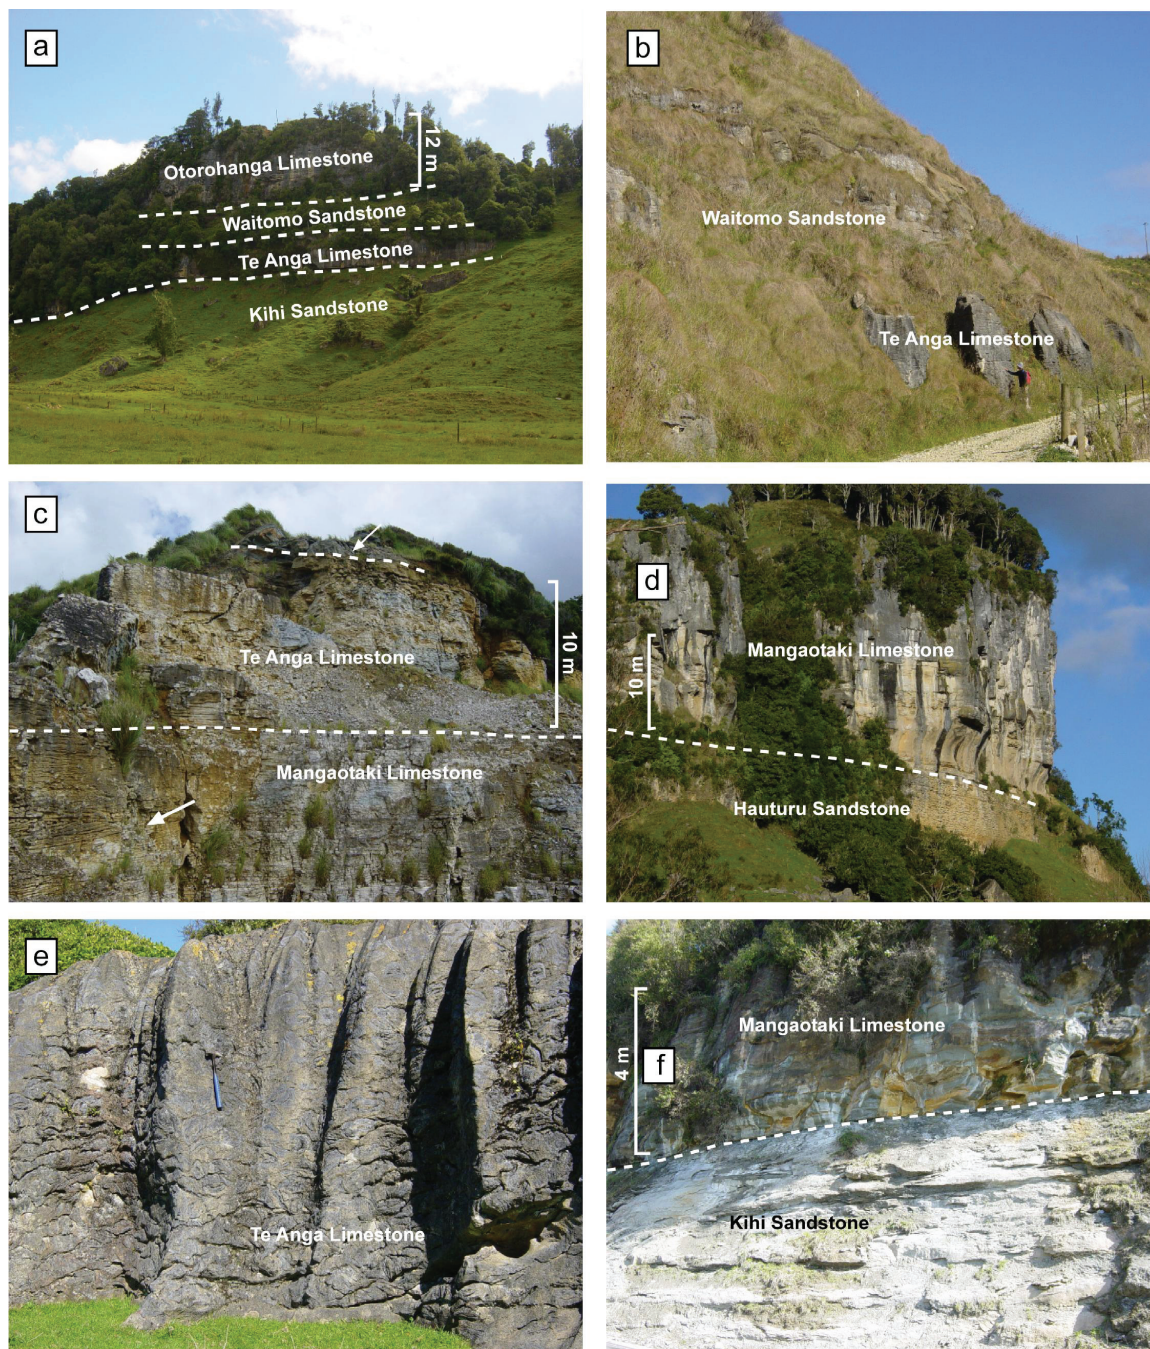 a
Otorohanga Limestone
12 m
Waitomo Sandstone
Te Anga Limestone
Kihi Sandstone
b
Waitomo Sandstone
Te Anga Limestone
c
Te Anga Limestone
10 m
Mangaotaki Limestone
d
Mangaotaki Limestone
10 m
Hauturu Sandstone
e
Te Anga Limestone
f
Mangaotaki Limestone
4 m
Kihi Sandstone